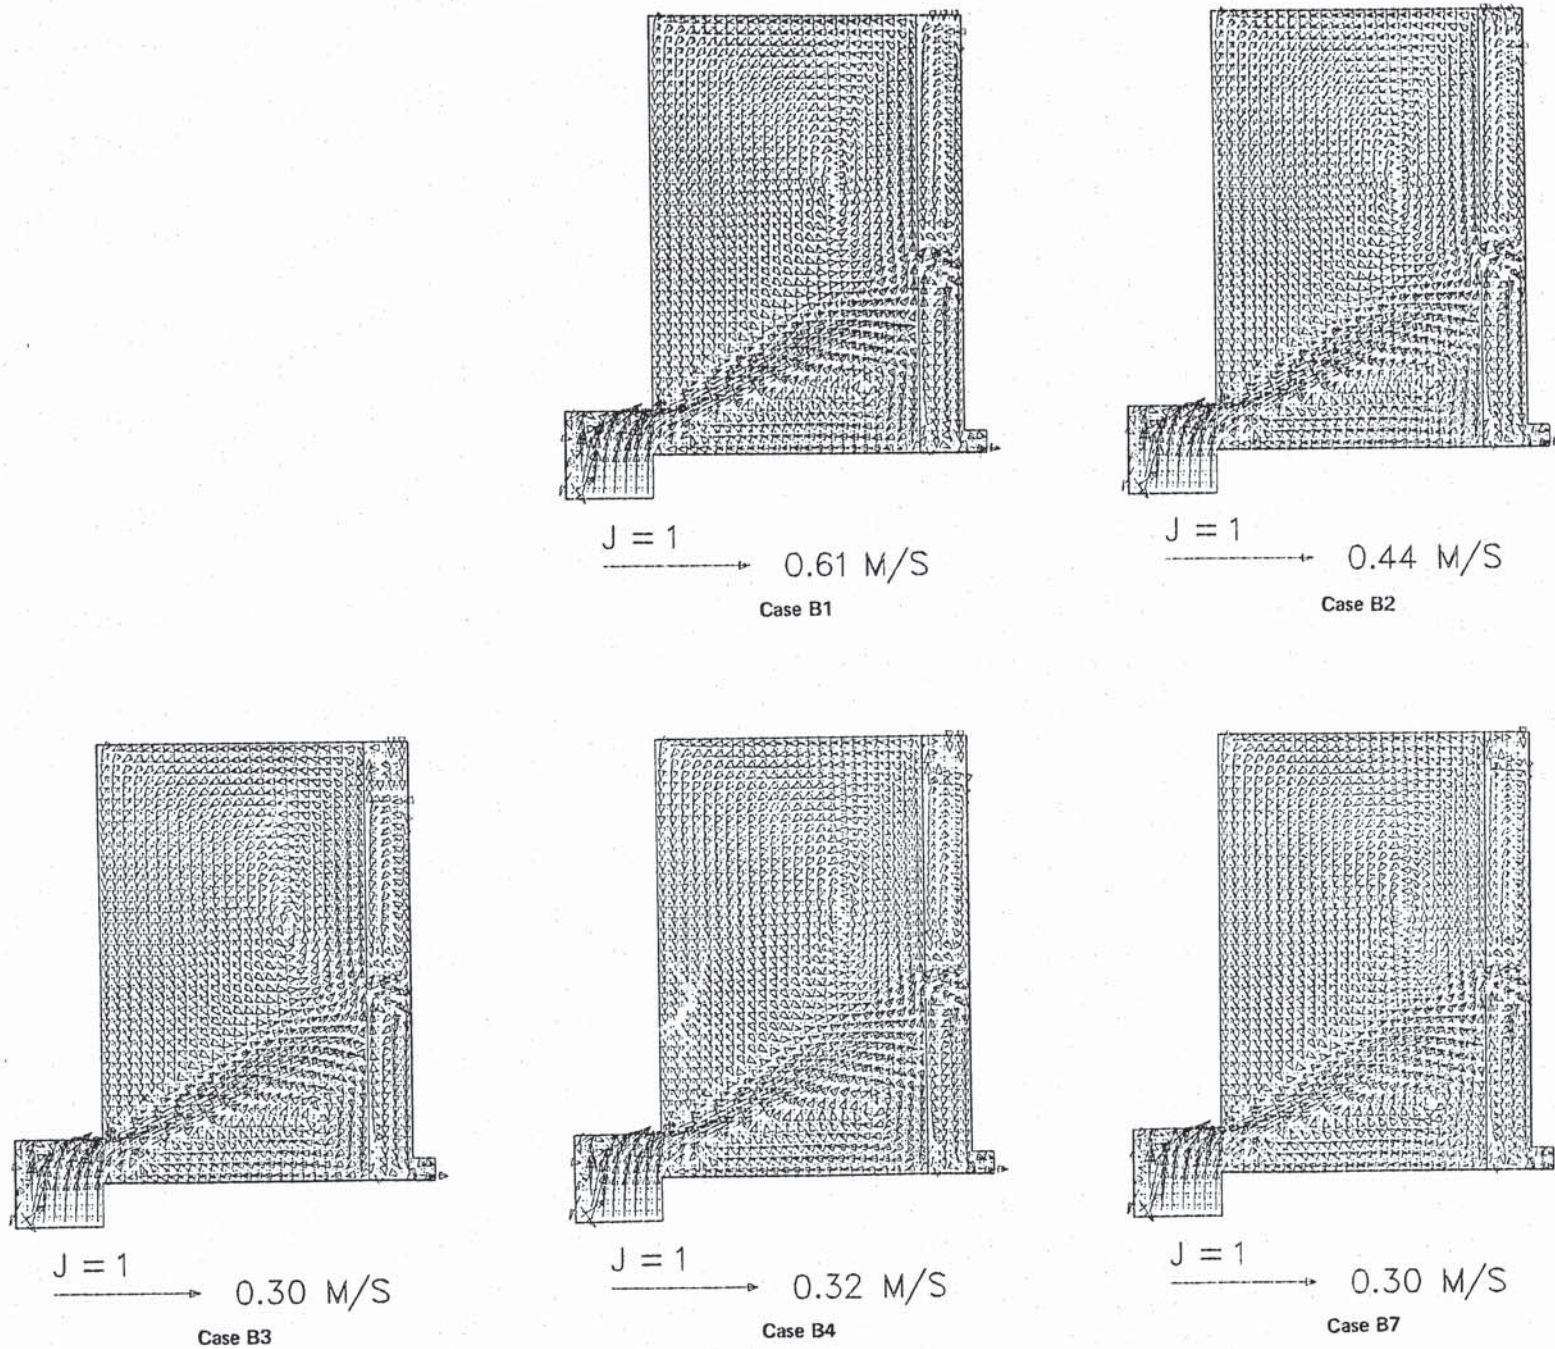 J = 1
0.61 M/S
Case B1
J = 1
0.44 M/S
Case B2
J = 1
0.30 M/S
Case B3
J = 1
0.32 M/S
Case B4
J = 1
0.30 M/S
Case B7